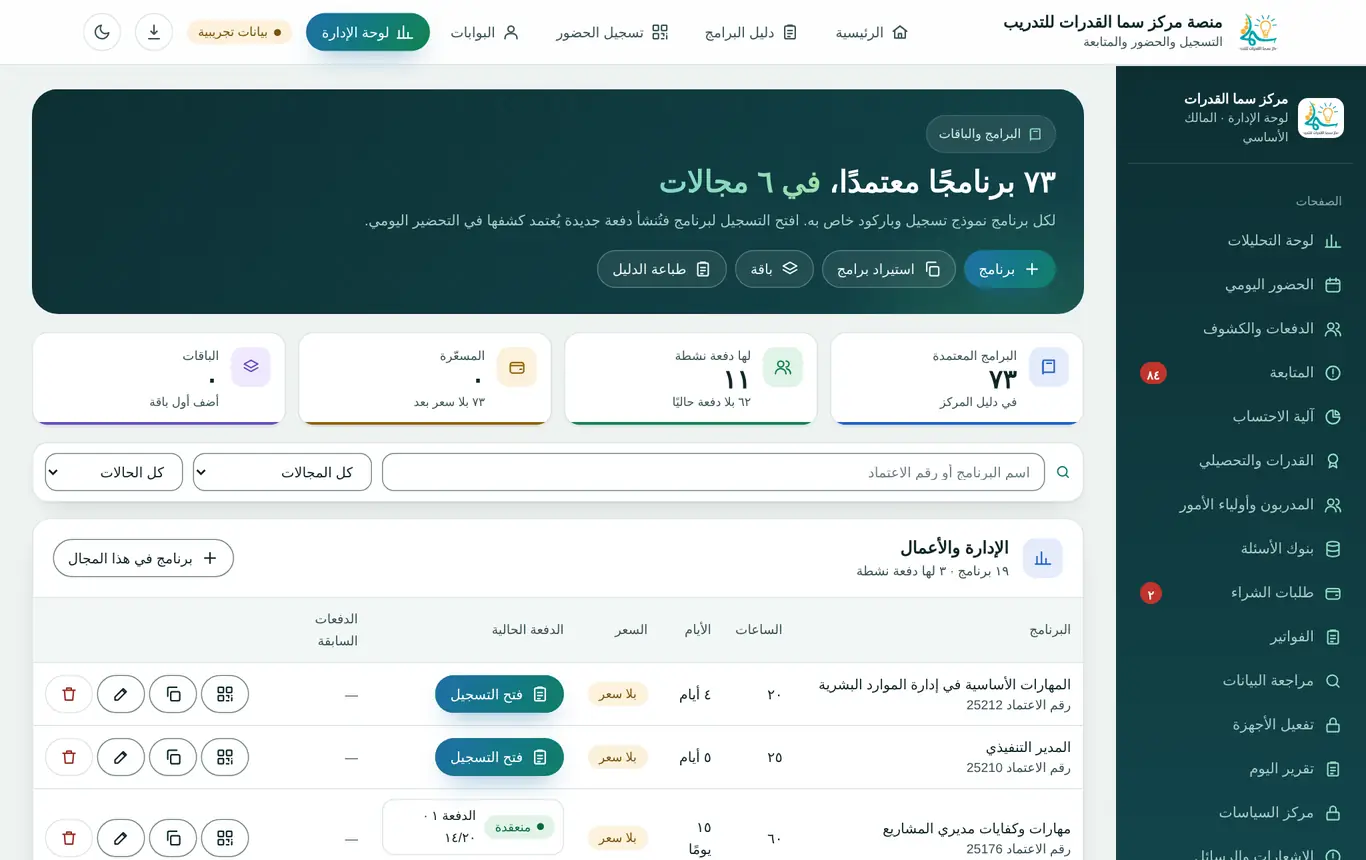 منصة مركز سما القدرات للتدريب
التسجيل والحضور والمتابعة
الرئيسية
دليل البرامج
تسجيل الحضور
البوابات
لوحة الإدارة
بيانات تجريبية
مركز سما القدرات
لوحة الإدارة · المالك
الأساسي
الصفحات
لوحة التحليلات
الحضور اليومي
الدفعات والكشوف
المتابعة
٨٤
آلية الاحتساب
القدرات والتحصيلي
المدربون وأولياء الأمور
بنوك الأسئلة
طلبات الشراء
٢
الفواتير
مراجعة البيانات
تفعيل الأجهزة
تقرير اليوم
مركز السياسات
الإشعارات والرسائل
البرامج والباقات
٧٣ برنامجًا معتمدًا، في ٦ مجالات
لكل برنامج نموذج تسجيل وباركود خاص به. افتح التسجيل لبرنامج فتُنشأ دفعة جديدة يُعتمد كشفها في التحضير اليومي.
برنامج
استيراد برامج
باقة
طباعة الدليل
البرامج المعتمدة
٧٣
في دليل المركز
لها دفعة نشطة
١١
٦٢ بلا دفعة حاليًا
المسعّرة
٠
٧٣ بلا سعر بعد
الباقات
٠
أضف أول باقة
اسم البرنامج أو رقم الاعتماد
كل المجالات
كل الحالات
الإدارة والأعمال
١٩ برنامج · ٣ لها دفعة نشطة
برنامج في هذا المجال
البرنامج
الساعات
الأيام
السعر
الدفعة الحالية
الدفعات
السابقة
المهارات الأساسية في إدارة الموارد البشرية
رقم الاعتماد 25212
٢٠
٤ أيام
بلا سعر
فتح التسجيل
—
المدير التنفيذي
رقم الاعتماد 25210
٢٥
٥ أيام
بلا سعر
فتح التسجيل
—
مهارات وكفايات مديري المشاريع
رقم الاعتماد 25176
٦٠
١٥
يومًا
بلا سعر
منعقدة
الدفعة ١ ·
١٤/٢٠
—